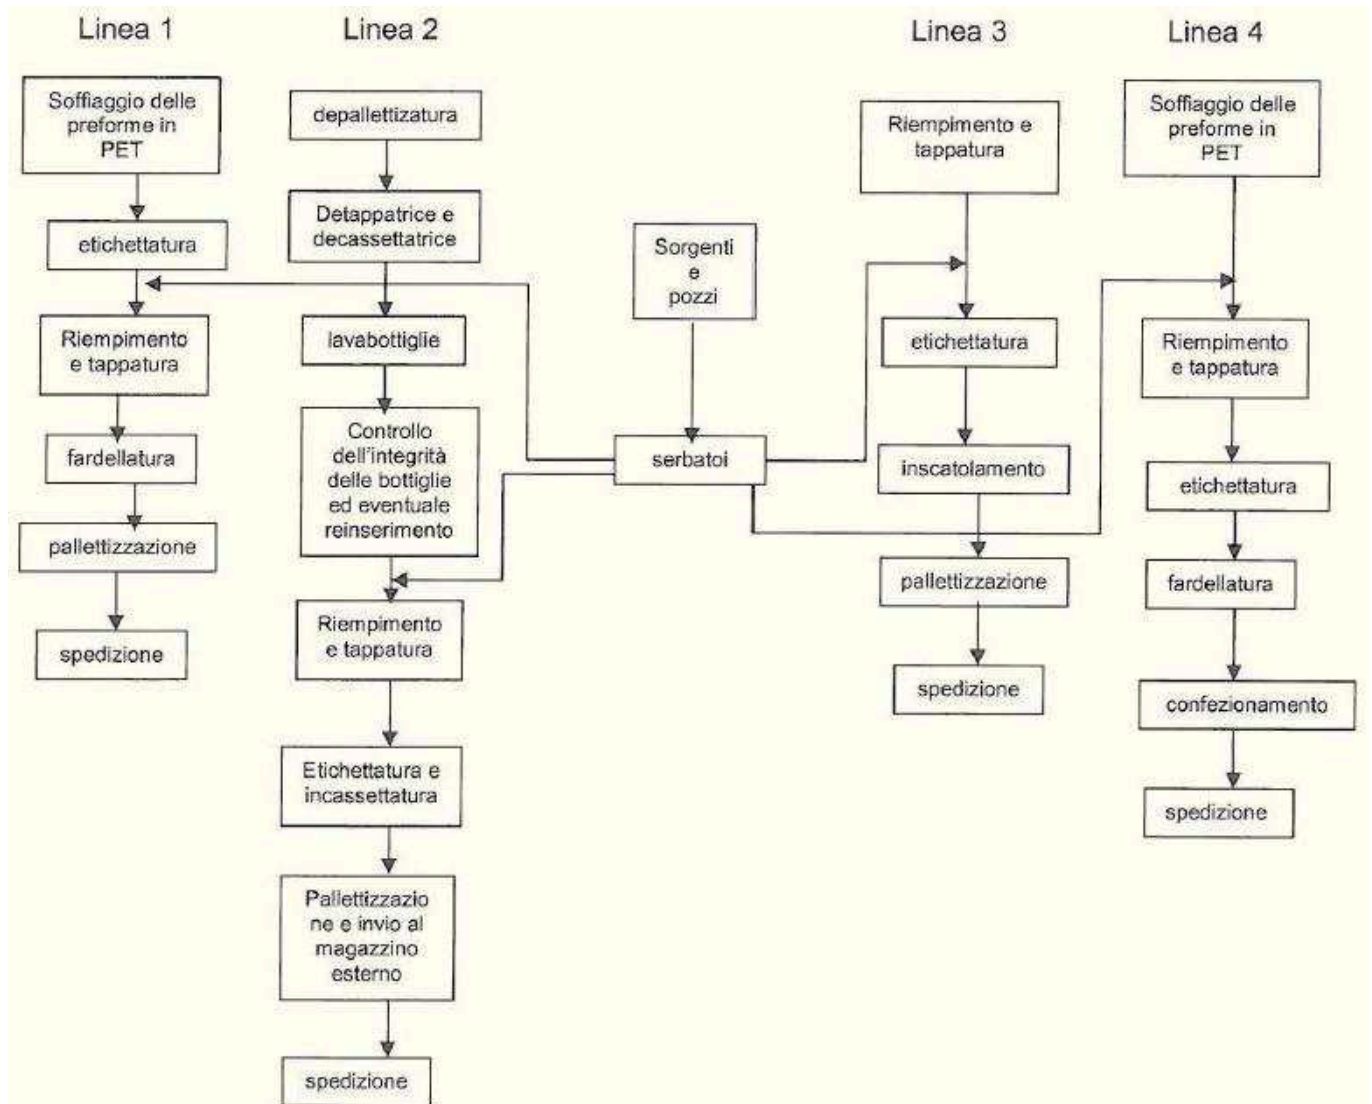 Linea 1
Soffiaggio delle
preforme in
PET
etichettatura
Riempimento
e tappatura
fardellatura
pallettizzazione
spedizione
Linea 2
depallettizatura
Detappatrice e
decassettatrice
lavabottiglie
Controllo
dell'integrità
delle bottiglie
ed eventuale
reinserimento
Riempimento
e tappatura
Etichettatura e
incassettatura
Pallettizzazio
ne e invio al
magazzino
esterno
spedizione
Sorgenti
e
pozzi
serbatoi
Linea 3
Riempimento e
tappatura
etichettatura
inscatolamento
pallettizzazione
spedizione
Linea 4
Soffiaggio delle
preforme in
PET
Riempimento
e tappatura
etichettatura
fardellatura
confezionamento
spedizione